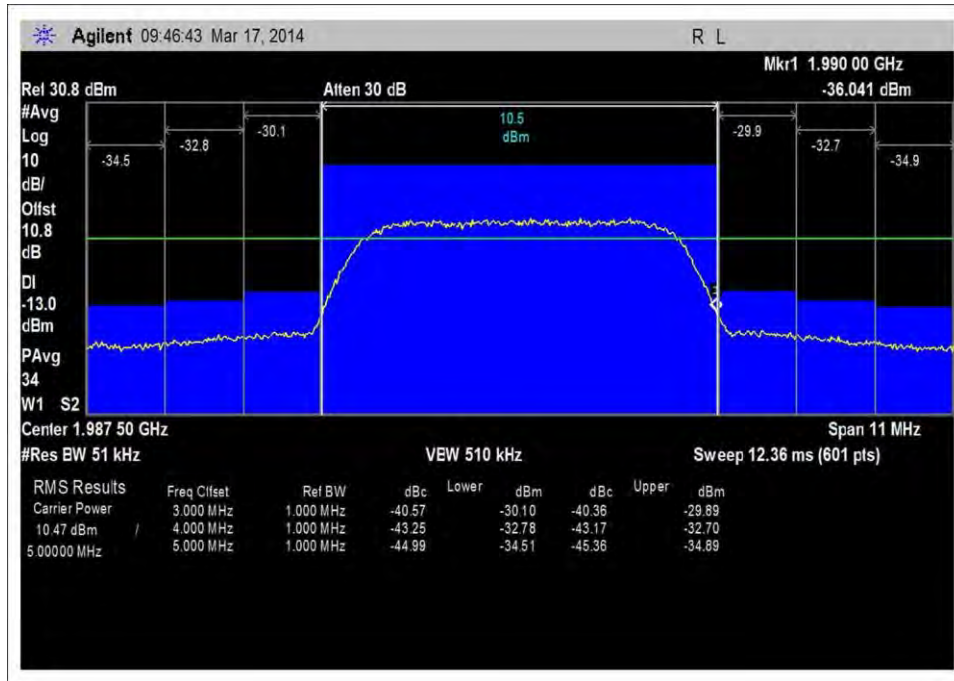 Agilent 09:46:43 Mar 17, 2014 R L
Mkr1 1.990 00 GHz
Ref 30.8 dBm Atten 30 dB -36.041 dBm
#Avg
Log
10
dB/
Offst
10.8
dB
DI
-13.0
dBm
PAvg
34
W1 S2
10.5
dBm
-34.5 -32.8 -30.1 -29.9 -32.7 -34.9
Center 1.987 50 GHz Span 11 MHz
#Res BW 51 kHz VBW 510 kHz Sweep 12.36 ms (601 pts)
RMS Results Freq Offset Ref BW dBc Lower dBm dBc Upper dBm
Carrier Power 3.000 MHz 1.000 MHz -40.57 -30.10 -40.36 -29.89
10.47 dBm / 4.000 MHz 1.000 MHz -43.25 -32.78 -43.17 -32.70
5.00000 MHz 5.000 MHz 1.000 MHz -44.99 -34.51 -45.36 -34.89